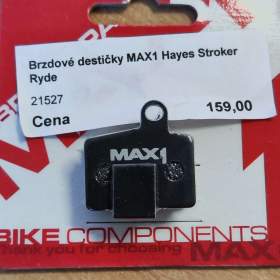 Brzdové destičky MAX1 Hayes Stroker
Ryde
21527
159,00
Cena
MAX1
BIKE COMPONENTS
Thank you for choosing
MAX